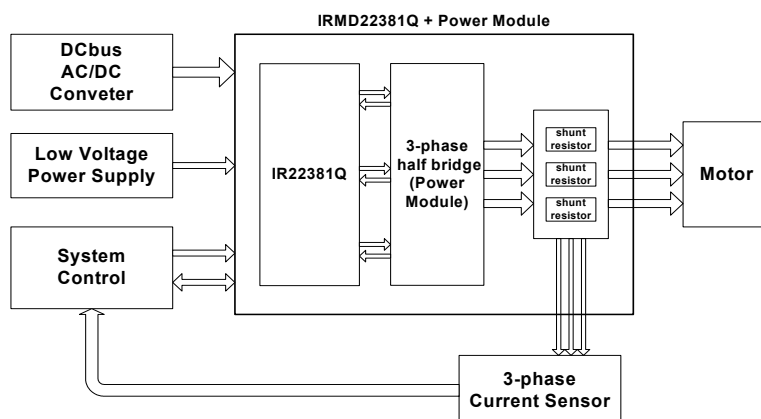 IRMD22381Q + Power Module
DCbus
AC/DC
Conveter
Low Voltage
Power Supply
System
Control
IR22381Q
3-phase
half bridge
(Power
Module)
shunt
resistor
shunt
resistor
shunt
resistor
Motor
3-phase
Current Sensor